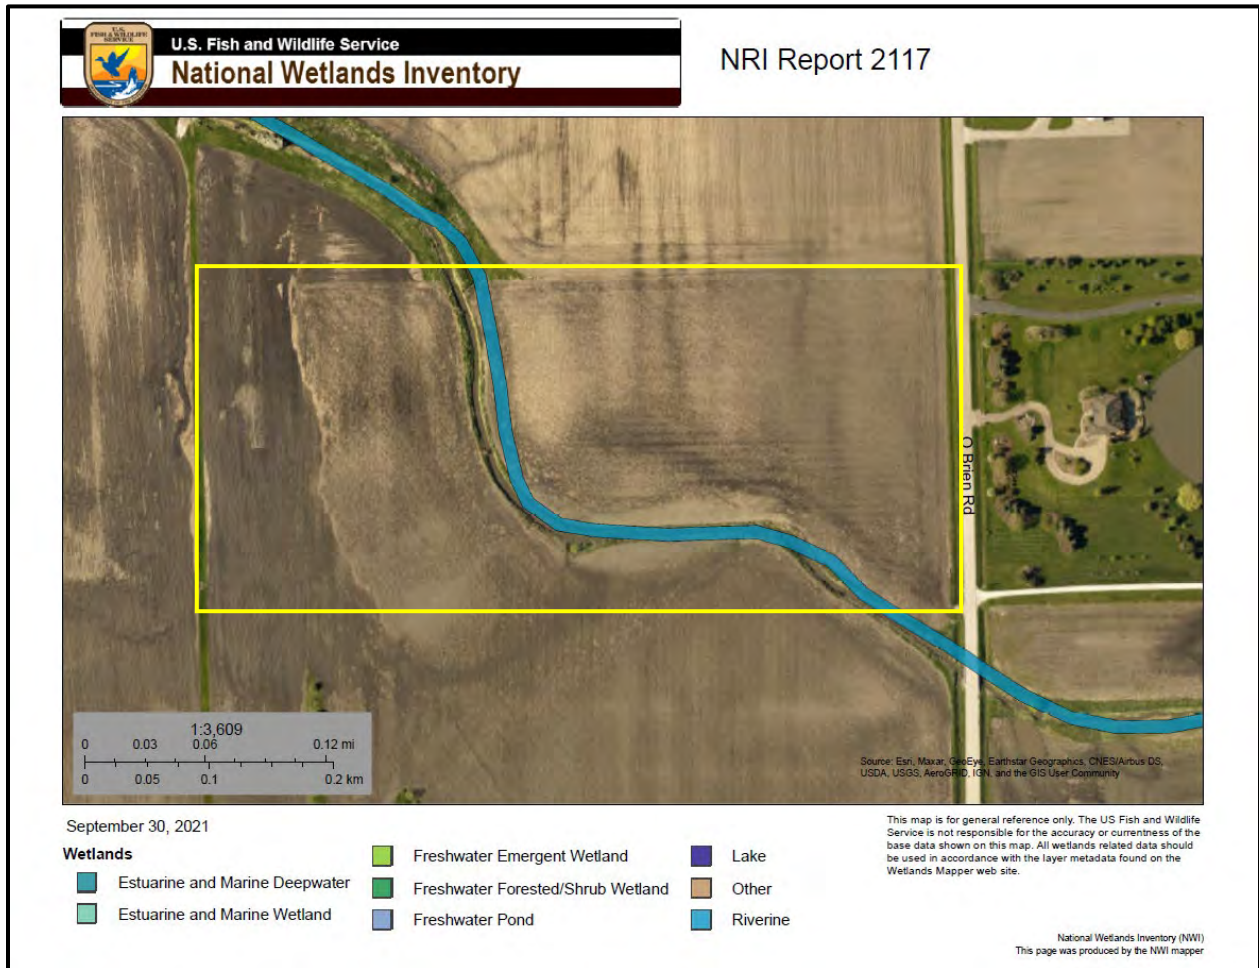 U.S.
FISH & WILDLIFE
SERVICE
U.S. Fish and Wildlife Service
National Wetlands Inventory
NRI Report 2117
O Brien Rd
1:3,609
0 0.03 0.06 0.12 mi
0 0.05 0.1 0.2 km
Source: Esri, Maxar, GeoEye, Earthstar Geographics, CNES/Airbus DS,
USDA, USGS, AeroGRID, IGN, and the GIS User Community
September 30, 2021
Wetlands
Estuarine and Marine Deepwater
Estuarine and Marine Wetland
Freshwater Emergent Wetland
Freshwater Forested/Shrub Wetland
Freshwater Pond
Lake
Other
Riverine
This map is for general reference only. The US Fish and Wildlife
Service is not responsible for the accuracy or currentness of the
base data shown on this map. All wetlands related data should
be used in accordance with the layer metadata found on the
Wetlands Mapper web site.
National Wetlands Inventory (NWI)
This page was produced by the NWI mapper